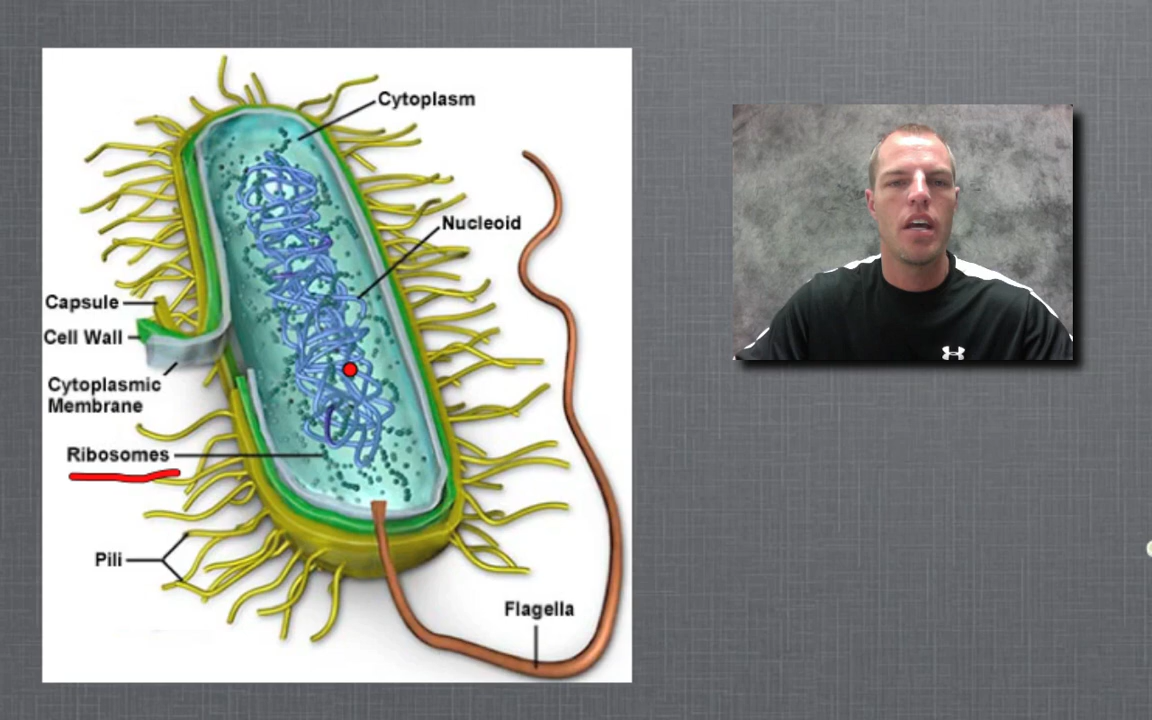 Cytoplasm
Nucleoid
Capsule
Cell Wall
Cytoplasmic
Membrane
Ribosomes
Pili
Flagella